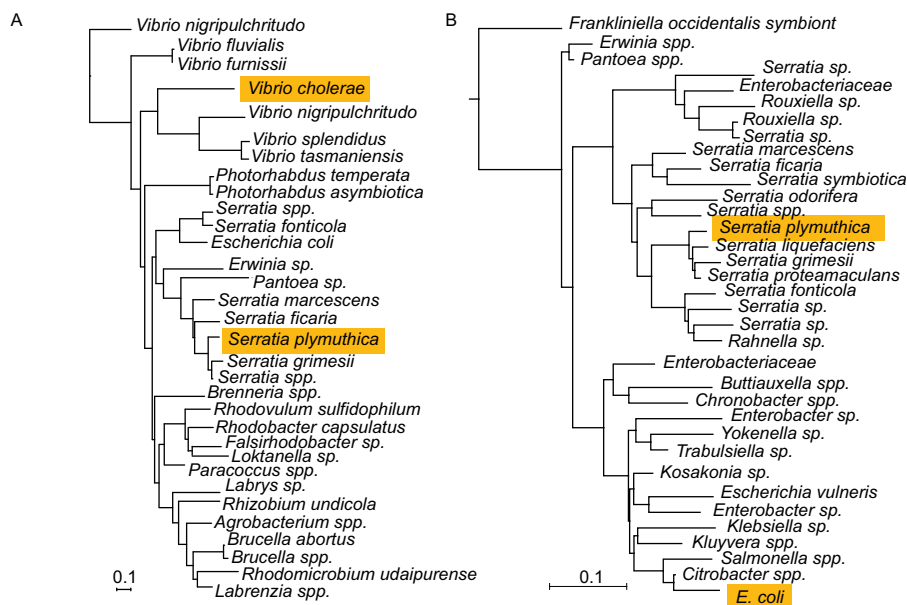 A
Vibrio nigripulchritudo
Vibrio fluvialis
Vibrio furnissii
Vibrio cholerae
Vibrio nigripulchritudo
Vibrio splendidus
Vibrio tasmaniensis
Photorhabdus temperata
Photorhabdus asymbiotica
Serratia spp.
Serratia fonticola
Escherichia coli
Erwinia sp.
Pantoea sp.
Serratia marcescens
Serratia ficaria
Serratia plymuthica
Serratia grimesii
Serratia spp.
Brenneria spp.
Rhodovulum sulfidophilum
Rhodobacter capsulatus
Falsirhodobacter sp.
Loktanella sp.
Paracoccus spp.
Labrys sp.
Rhizobium undicola
Agrobacterium spp.
Brucella abortus
Brucella spp.
Rhodomicrobium udaipurense
Labrenzia spp.
0.1
B
Frankliniella occidentalis symbiont
Erwinia spp.
Pantoea spp.
Serratia sp.
Enterobacteriaceae
Rouxiella sp.
Rouxiella sp.
Serratia sp.
Serratia marcescens
Serratia ficaria
Serratia symbiotica
Serratia odorifera
Serratia spp.
Serratia plymuthica
Serratia liquefaciens
Serratia grimesii
Serratia proteamaculans
Serratia fonticola
Serratia sp.
Serratia sp.
Rahnella sp.
Enterobacteriaceae
Buttiauxella spp.
Chronobacter spp.
Enterobacter sp.
Yokenella sp.
Trabulsiella sp.
Kosakonia sp.
Escherichia vulneris
Enterobacter sp.
Klebsiella sp.
Kluyvera spp.
Salmonella spp.
Citrobacter spp.
E. coli
0.1